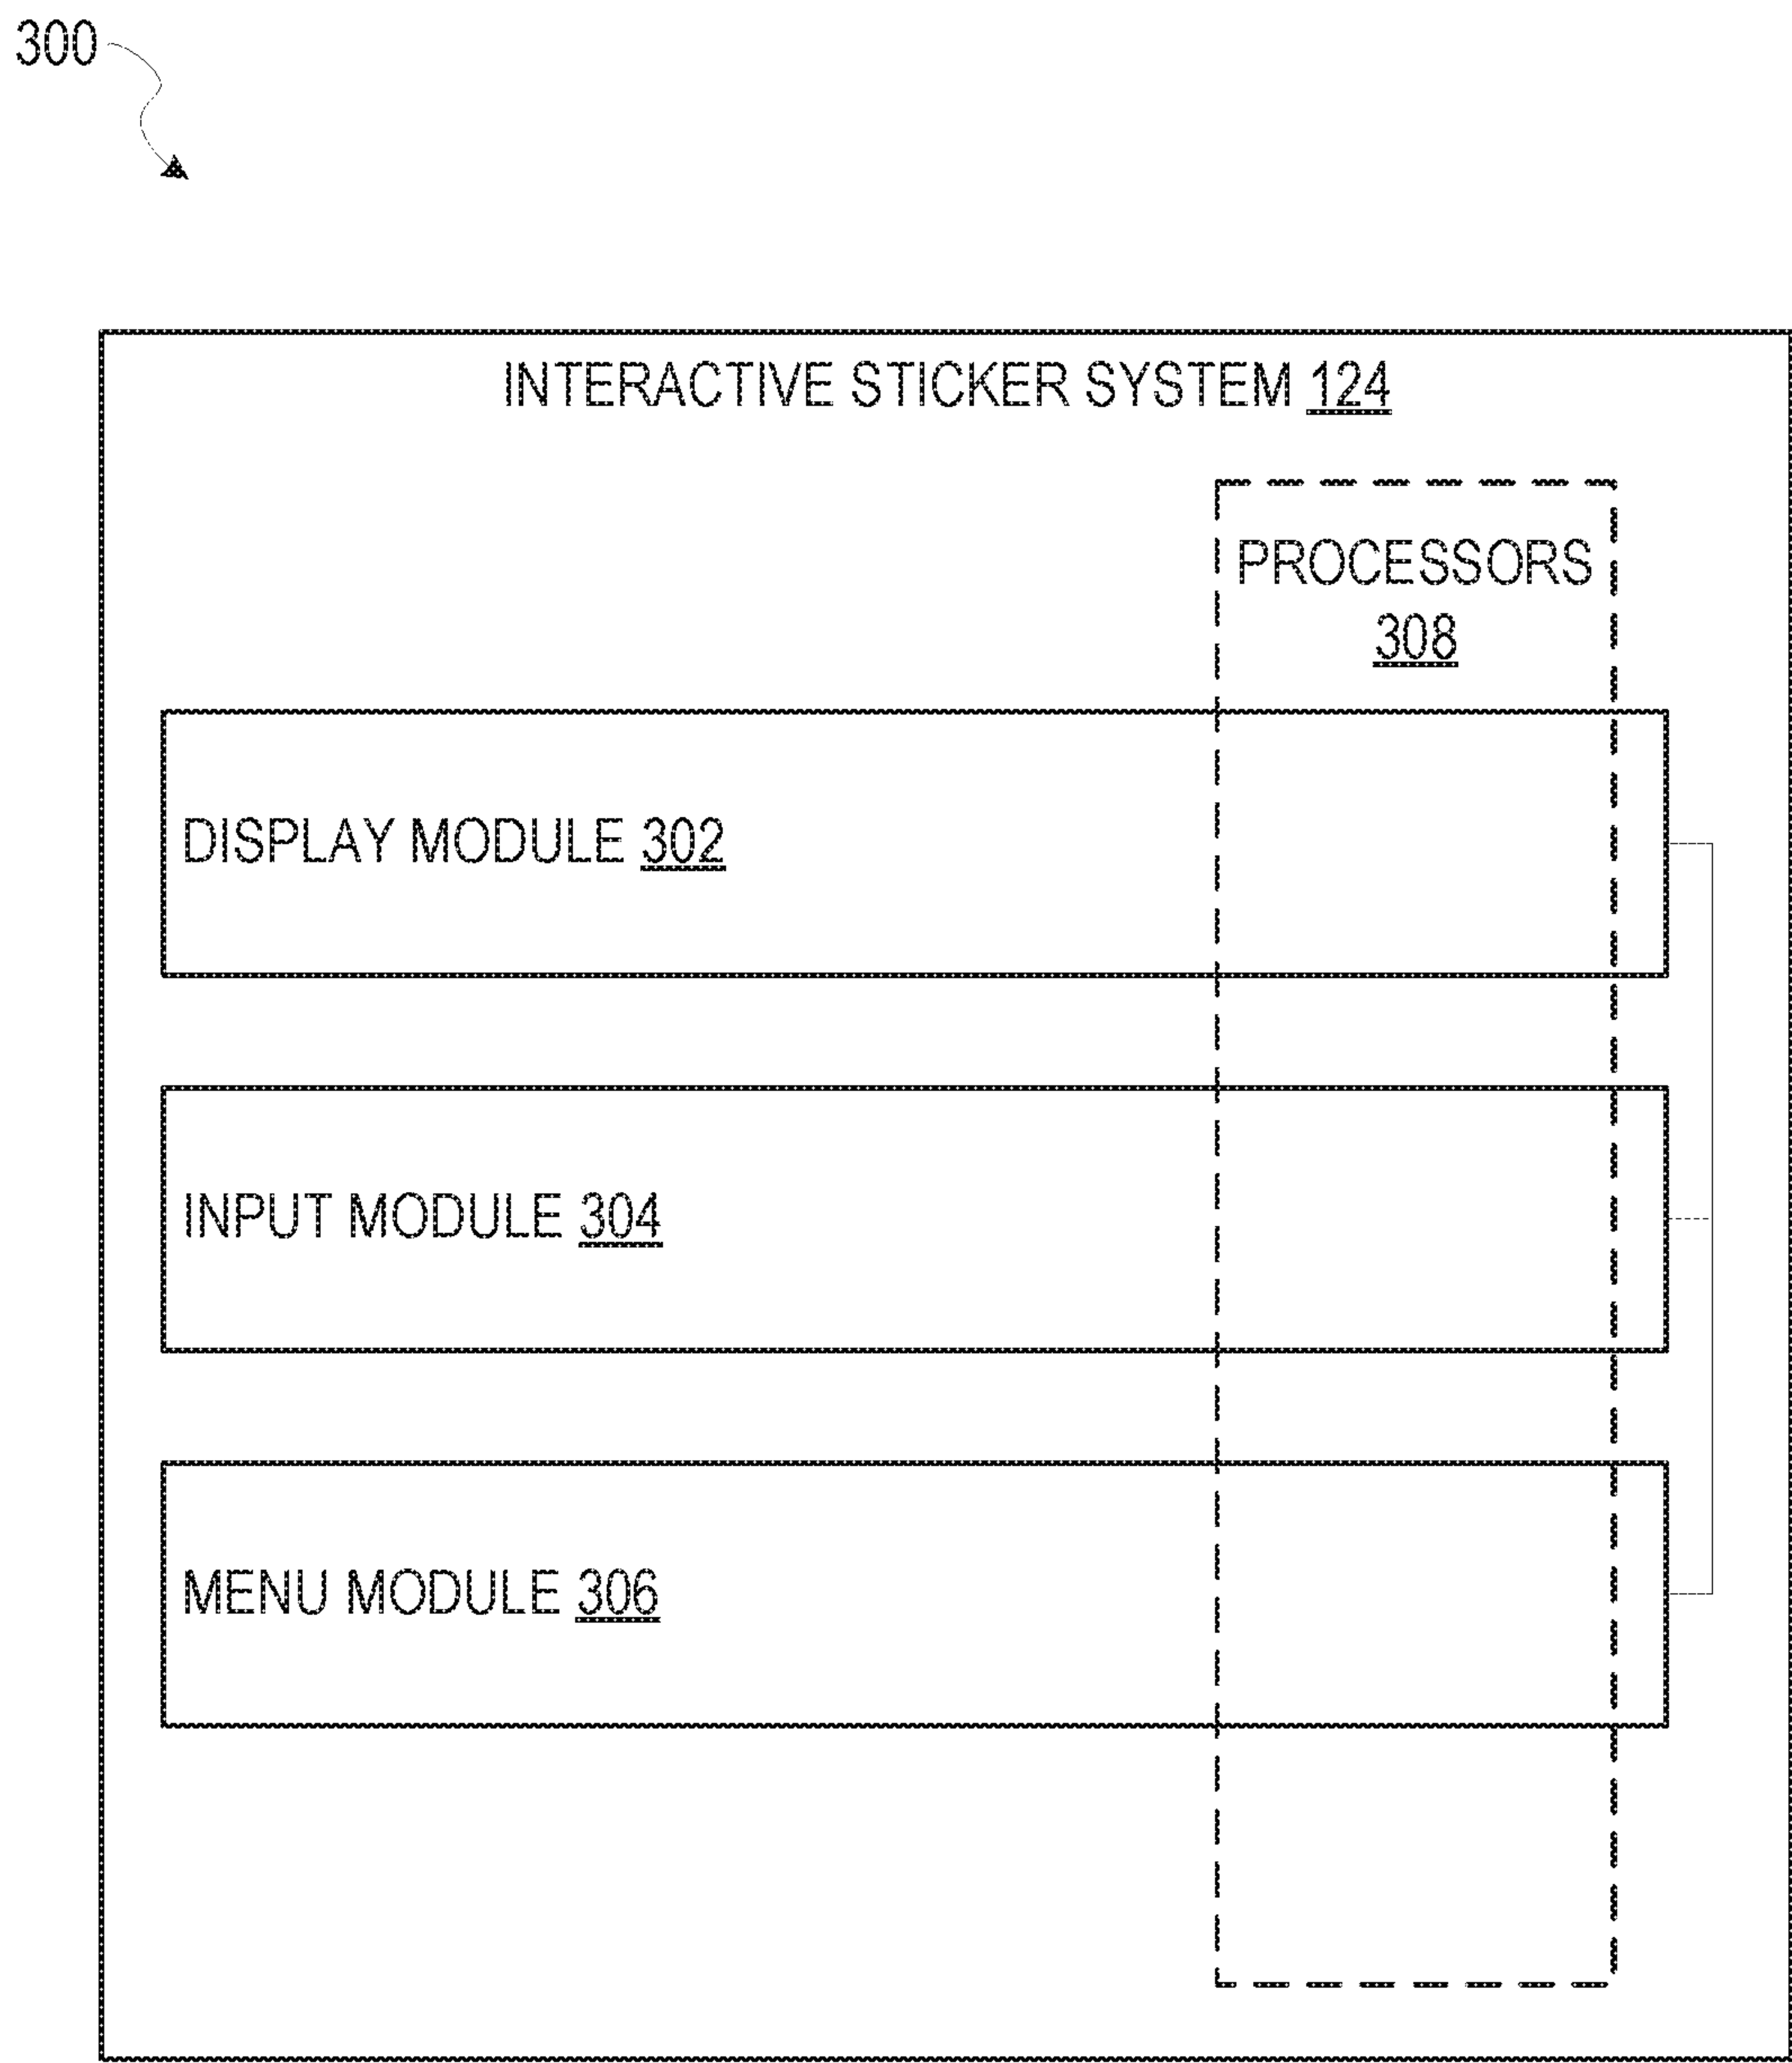 300
INTERACTIVE STICKER SYSTEM 124
PROCESSORS
308
DISPLAY MODULE 302
INPUT MODULE 304
MENU MODULE 306